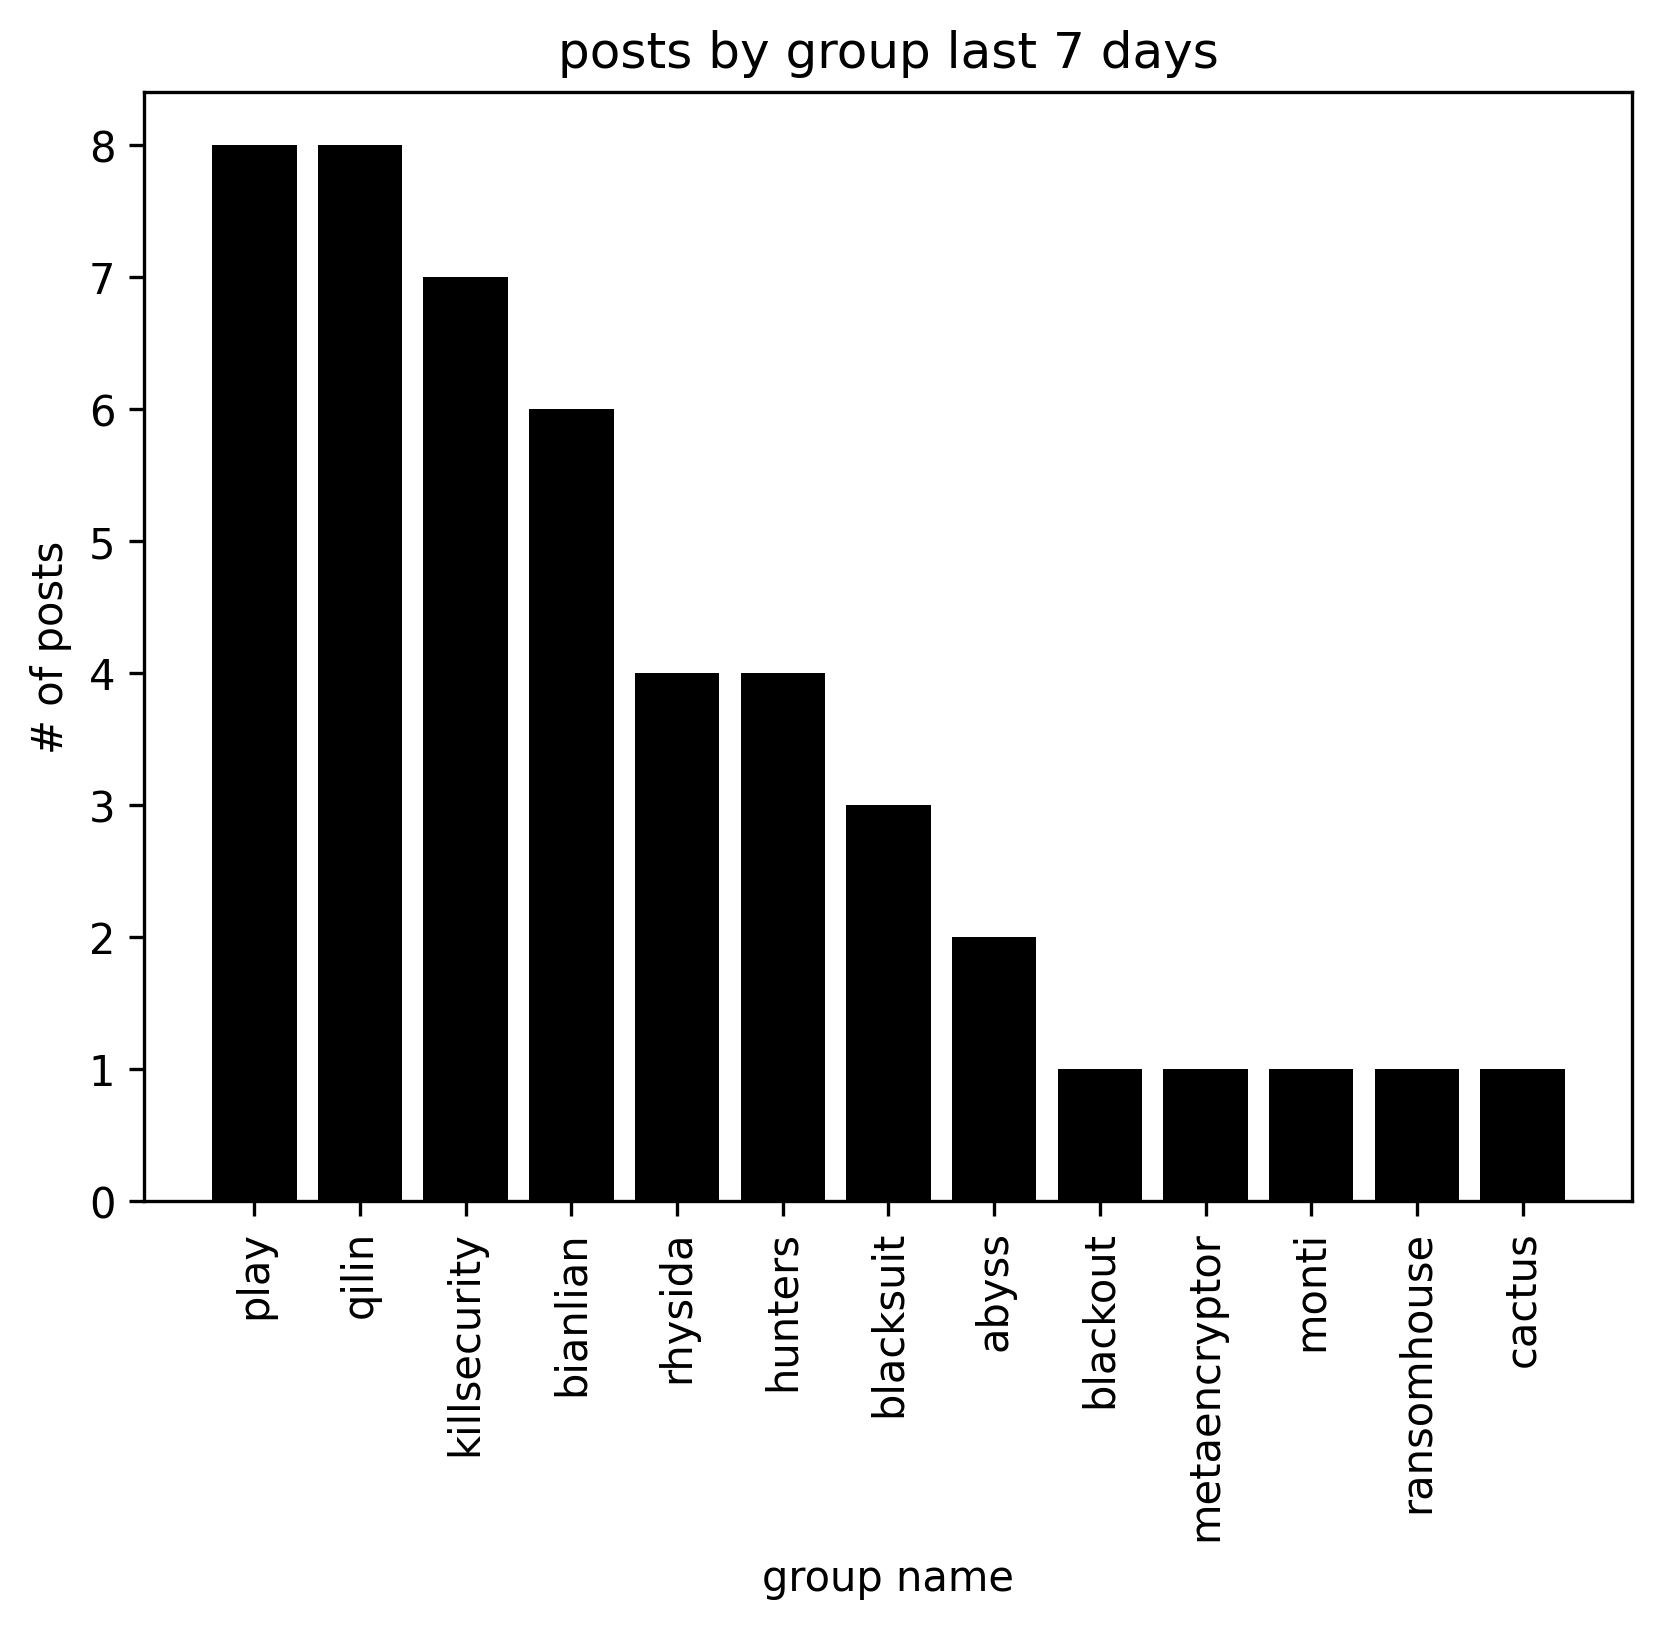 posts by group last 7 days
# of posts
8
7
6
5
4
3
2
1
0
play
qilin
killsecurity
bianlian
rhysida
hunters
blacksuit
abyss
blackout
metaencryptor
monti
ransomhouse
cactus
group name